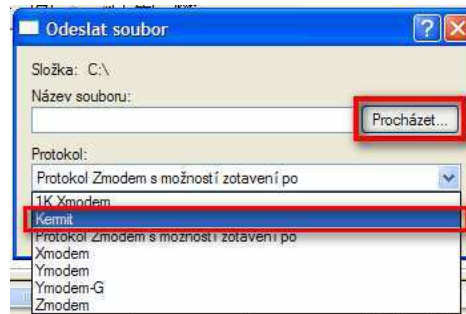 Odeslat soubor
Složka: C:\
Název souboru:
Procházet...
Protokol:
Protokol Zmodem s možností zotavení po
1K Xmodem
Kermit
Protokol Zmodem s možností zotavení po
Xmodem
Ymodem
Ymodem-G
Zmodem